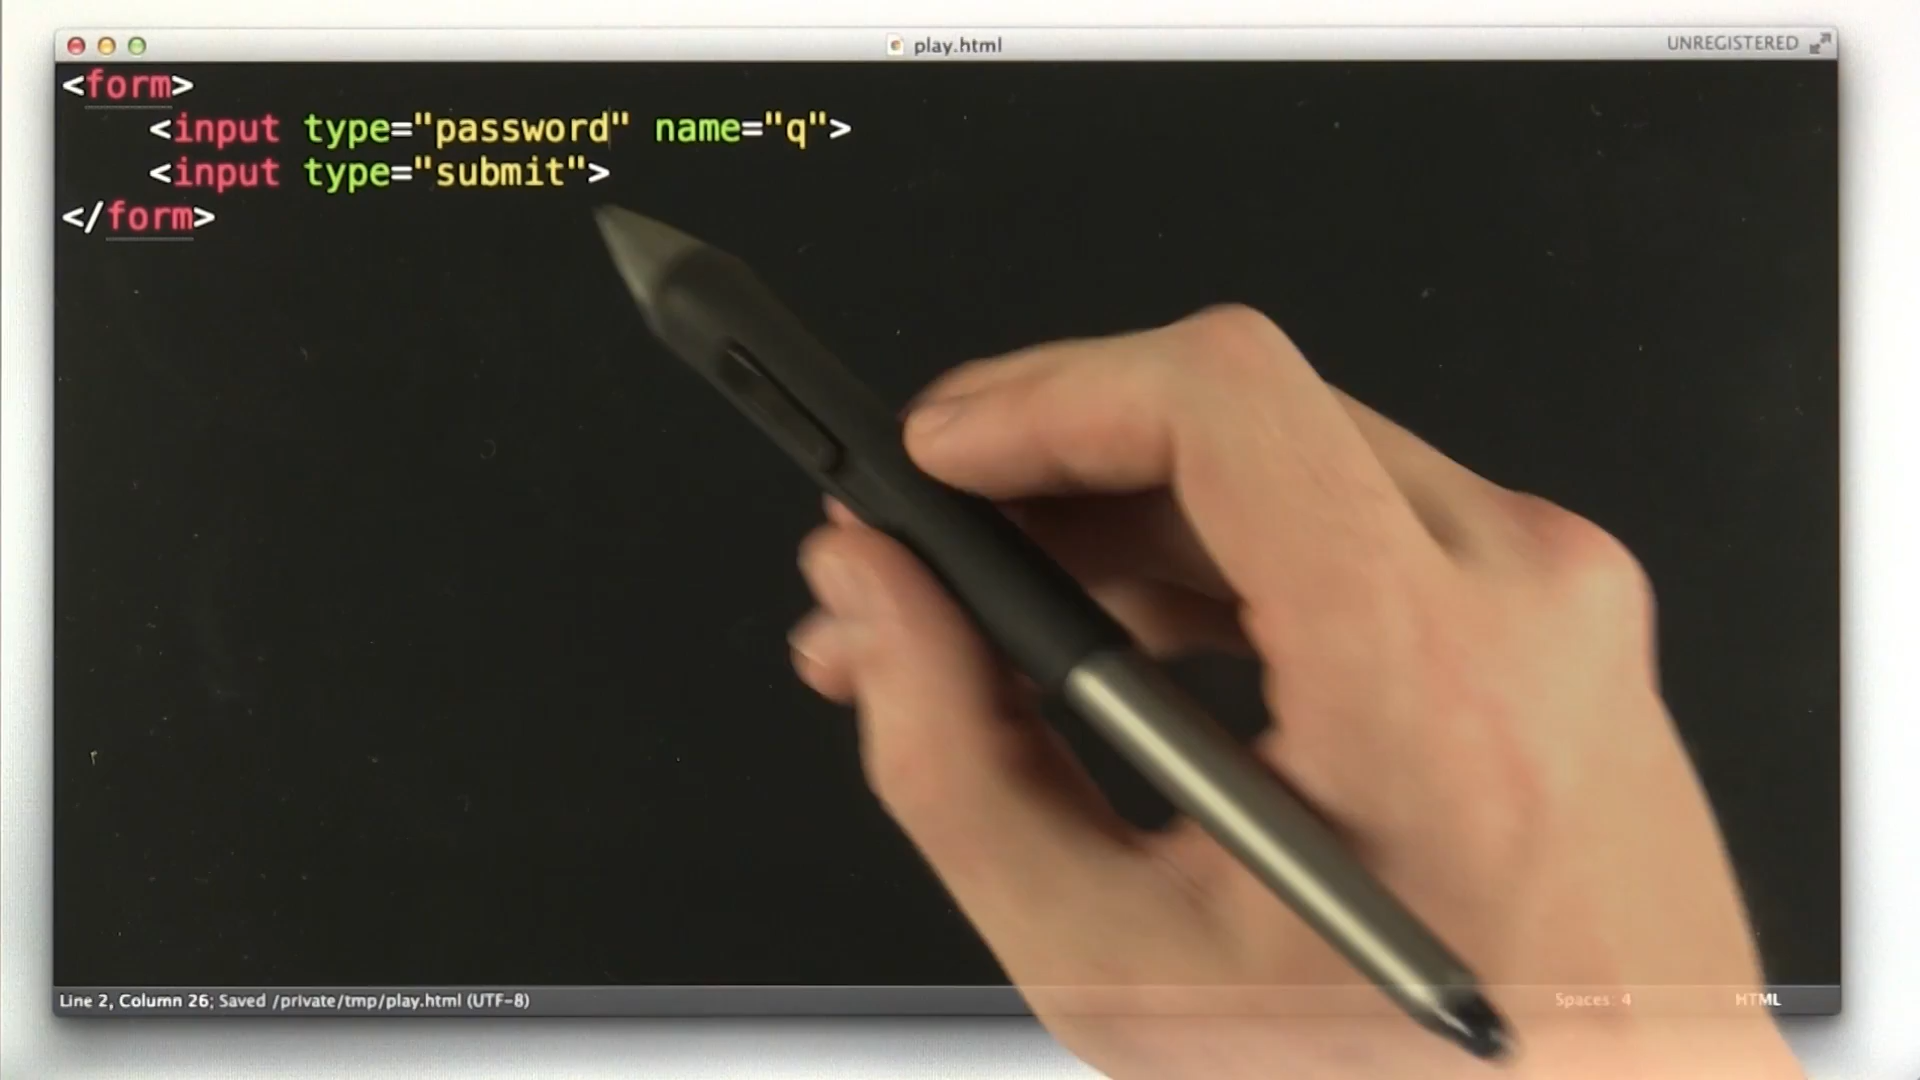 play.html
UNREGISTERED
<form>
    <input type="password" name="q">
    <input type="submit">
</form>
Line 2, Column 26; Saved /private/tmp/play.html (UTF-8)
Spaces: 4
HTML